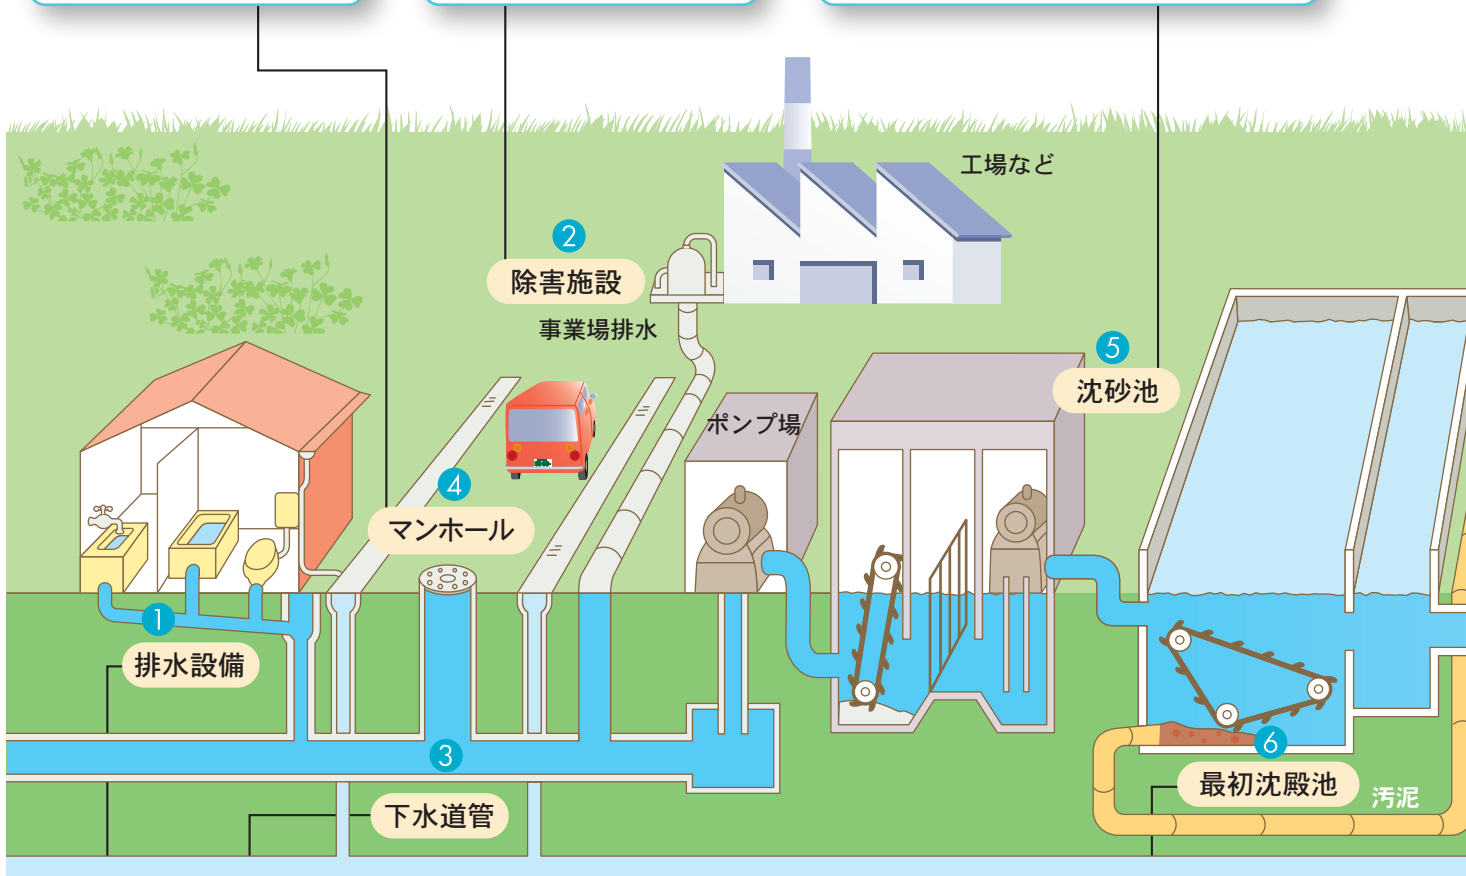 工場など
2
除害施設
事業場排水
5
沈砂池
ポンプ場
4
マンホール
1
排水設備
3
下水道管
6
最初沈殿池
汚泥